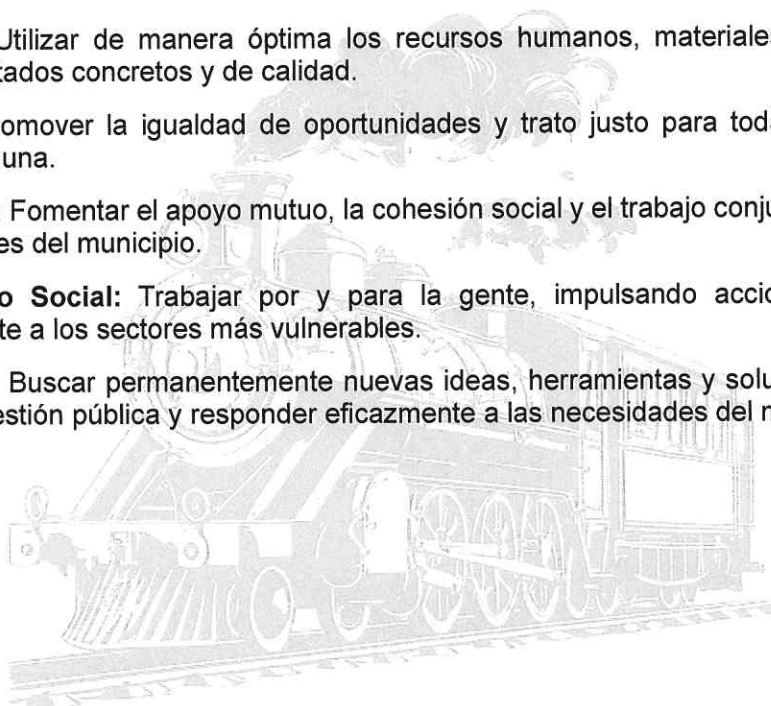 Utilizar de manera óptima los recursos humanos, materiales
tados concretos y de calidad.
omover la igualdad de oportunidades y trato justo para tod
una.
Fomentar el apoyo mutuo, la cohesión social y el trabajo conju
es del municipio.
o Social: Trabajar por y para la gente, impulsando accio
te a los sectores más vulnerables.
Buscar permanentemente nuevas ideas, herramientas y solu
estión pública y responder eficazmente a las necesidades del m